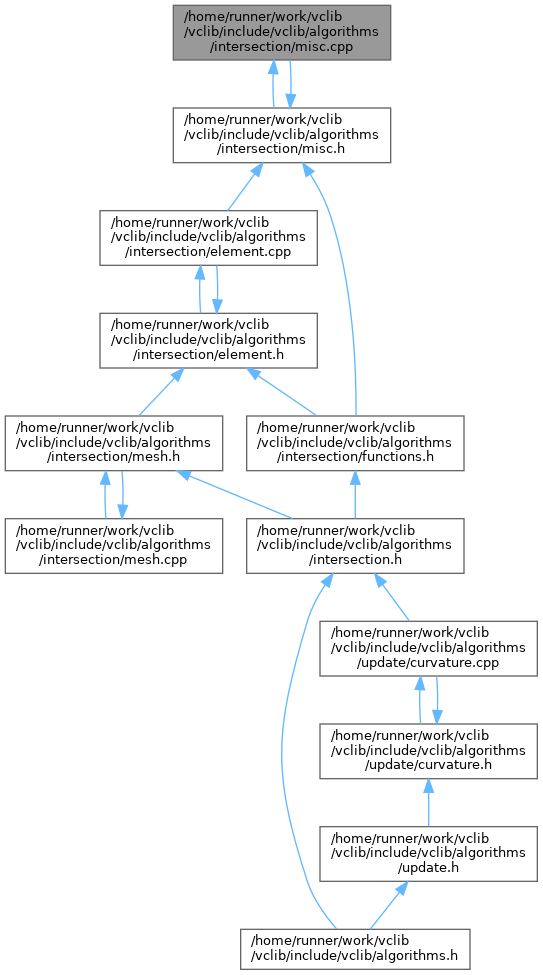 /home/runner/work/vclib
/vclib/include/vclib/algorithms
/intersection/misc.cpp
/home/runner/work/vclib
/vclib/include/vclib/algorithms
/intersection/misc.h
/home/runner/work/vclib
/vclib/include/vclib/algorithms
/intersection/element.cpp
/home/runner/work/vclib
/vclib/include/vclib/algorithms
/intersection/element.h
/home/runner/work/vclib
/vclib/include/vclib/algorithms
/intersection/mesh.h
/home/runner/work/vclib
/vclib/include/vclib/algorithms
/intersection/functions.h
/home/runner/work/vclib
/vclib/include/vclib/algorithms
/intersection/mesh.cpp
/home/runner/work/vclib
/vclib/include/vclib/algorithms
/intersection.h
/home/runner/work/vclib
/vclib/include/vclib/algorithms
/update/curvature.cpp
/home/runner/work/vclib
/vclib/include/vclib/algorithms
/update/curvature.h
/home/runner/work/vclib
/vclib/include/vclib/algorithms
/update.h
/home/runner/work/vclib
/vclib/include/vclib/algorithms.h